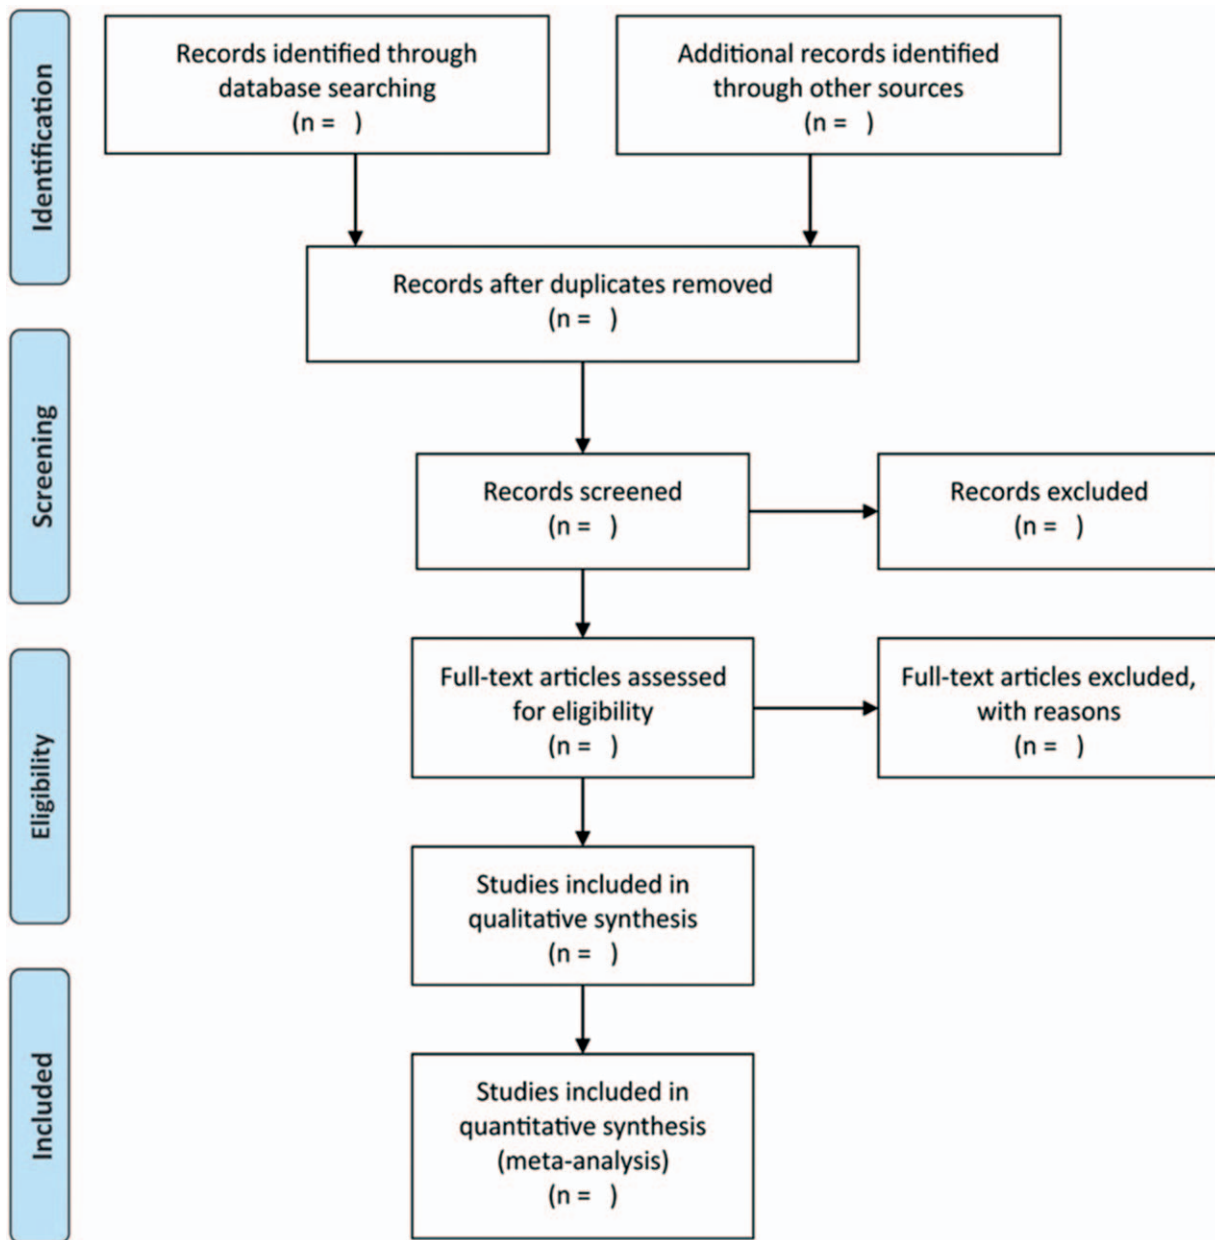 Identification
Records identified through
database searching
(n =   )
Additional records identified
through other sources
(n =   )
Records after duplicates removed
(n =   )
Screening
Records screened
(n =   )
Records excluded
(n =   )
Eligibility
Full-text articles assessed
for eligibility
(n =   )
Full-text articles excluded,
with reasons
(n =   )
Studies included in
qualitative synthesis
(n =   )
Included
Studies included in
quantitative synthesis
(meta-analysis)
(n =   )